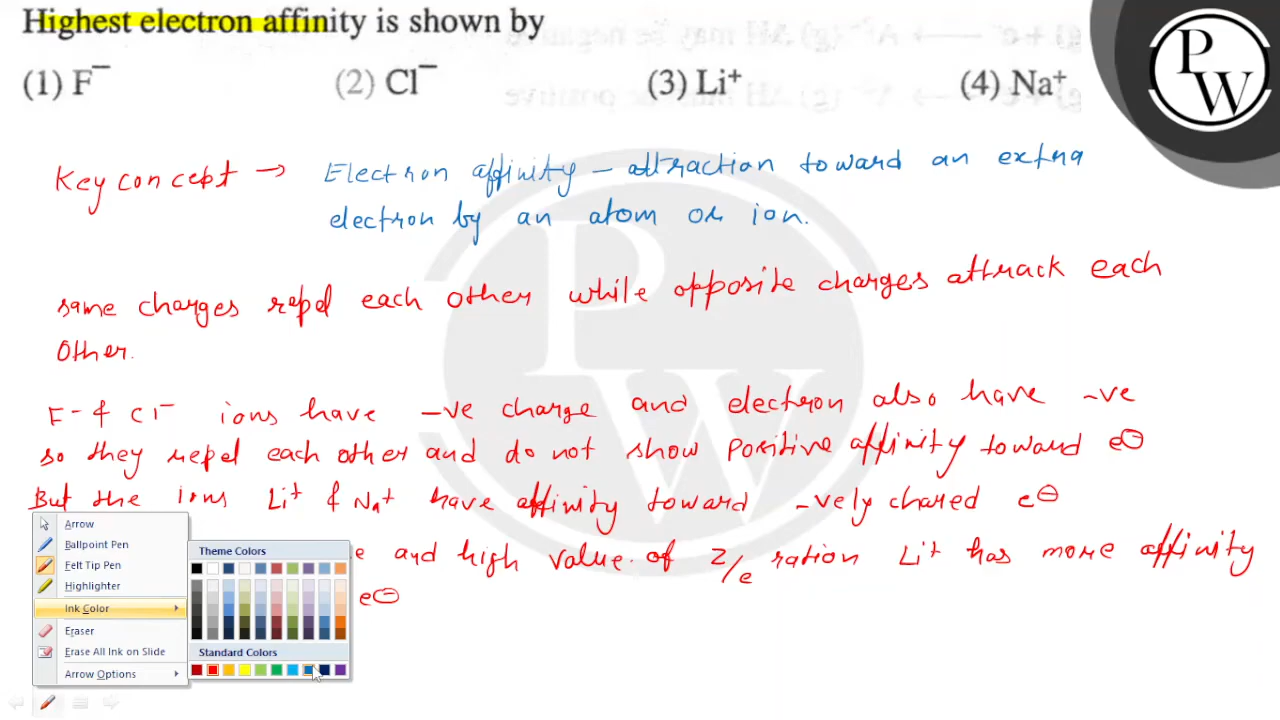 Highest electron affinity is shown by
(1) F⁻ (2) Cl⁻ (3) Li⁺ (4) Na⁺
P
W
Key concept → Electron affinity – attraction toward an extra
electron by an atom or ion.
same charges repel each other while opposite charges attrack each
other.
F- & Cl⁻ ions have -ve charge and electron also have -ve
so they repel each other and do not show positive affinity toward e⊖
But the ions Li⁺ & Na⁺ have affinity toward -vely chared e⊖
and high value of z/e ration Li⁺ has more affinity
e⊖
Arrow
Ballpoint Pen
Felt Tip Pen
Highlighter
Ink Color
Eraser
Erase All Ink on Slide
Arrow Options
Theme Colors
Standard Colors